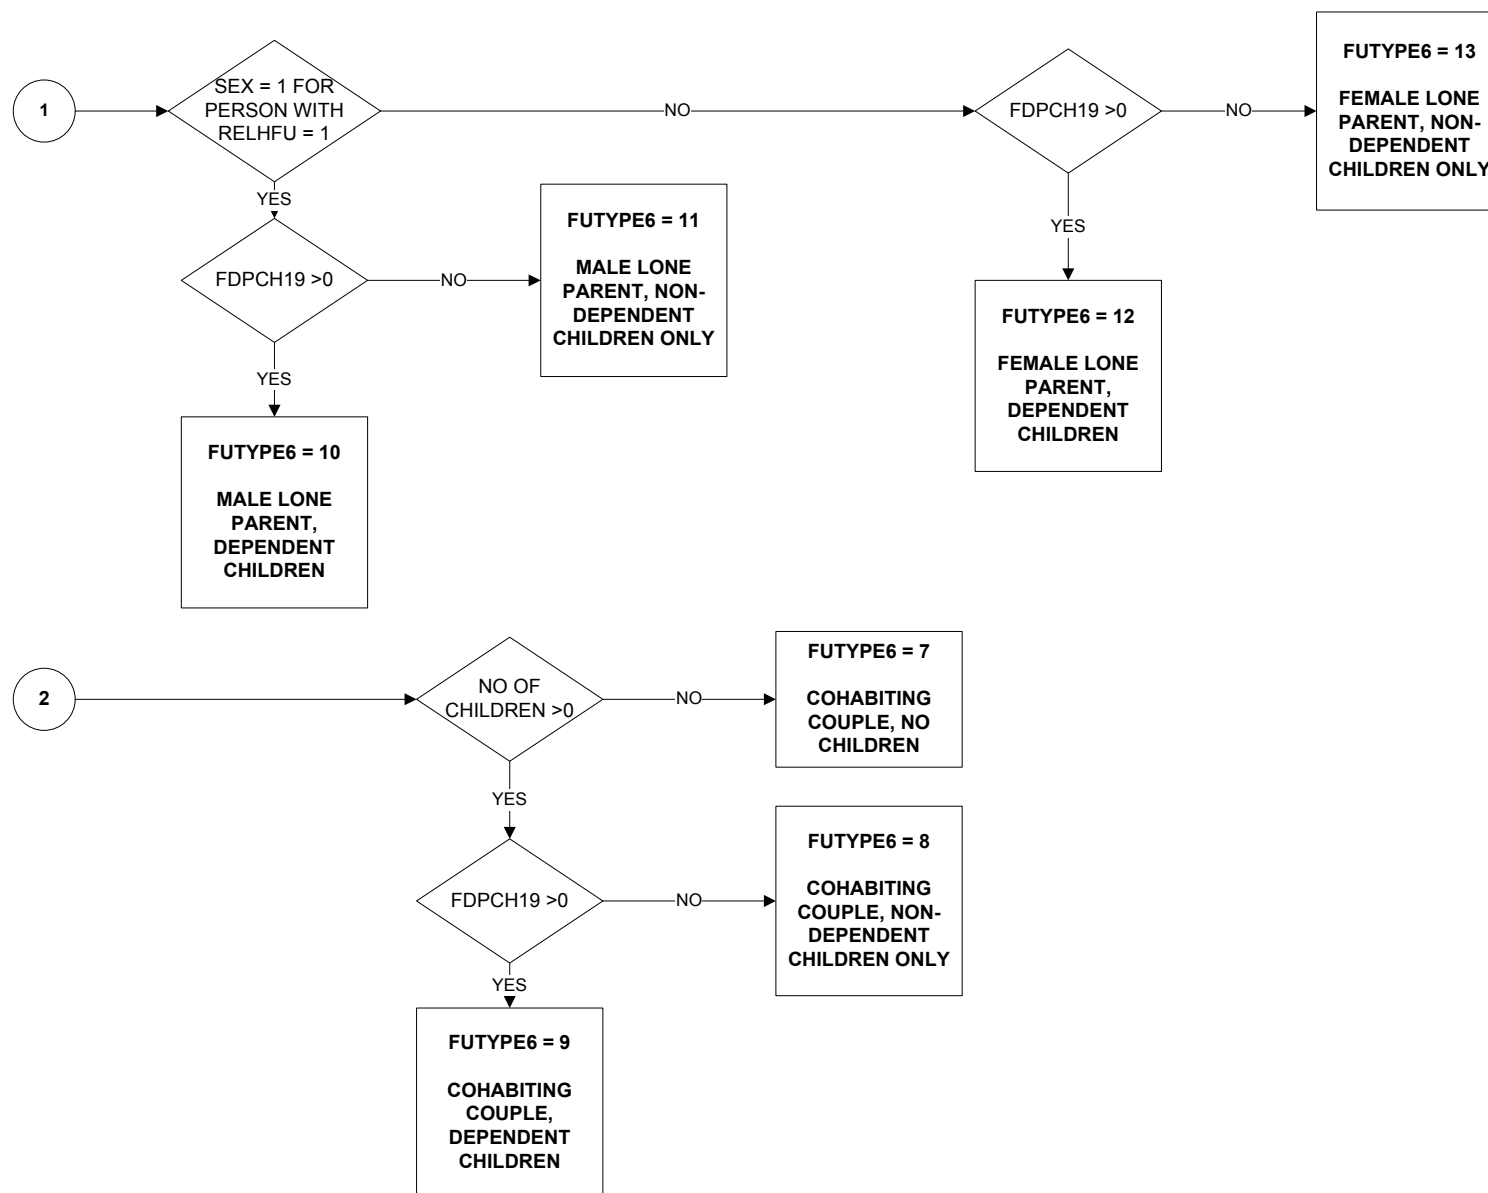 1
SEX = 1 FOR
PERSON WITH
RELHFU = 1
NO
FDPCH19 >0
NO
FUTYPE6 = 13
FEMALE LONE
PARENT, NON-
DEPENDENT
CHILDREN ONLY
YES
FDPCH19 >0
NO
FUTYPE6 = 11
MALE LONE
PARENT, NON-
DEPENDENT
CHILDREN ONLY
YES
FUTYPE6 = 12
FEMALE LONE
PARENT,
DEPENDENT
CHILDREN
YES
FUTYPE6 = 10
MALE LONE
PARENT,
DEPENDENT
CHILDREN
2
NO OF
CHILDREN >0
NO
FUTYPE6 = 7
COHABITING
COUPLE, NO
CHILDREN
YES
FDPCH19 >0
NO
FUTYPE6 = 8
COHABITING
COUPLE, NON-
DEPENDENT
CHILDREN ONLY
YES
FUTYPE6 = 9
COHABITING
COUPLE,
DEPENDENT
CHILDREN